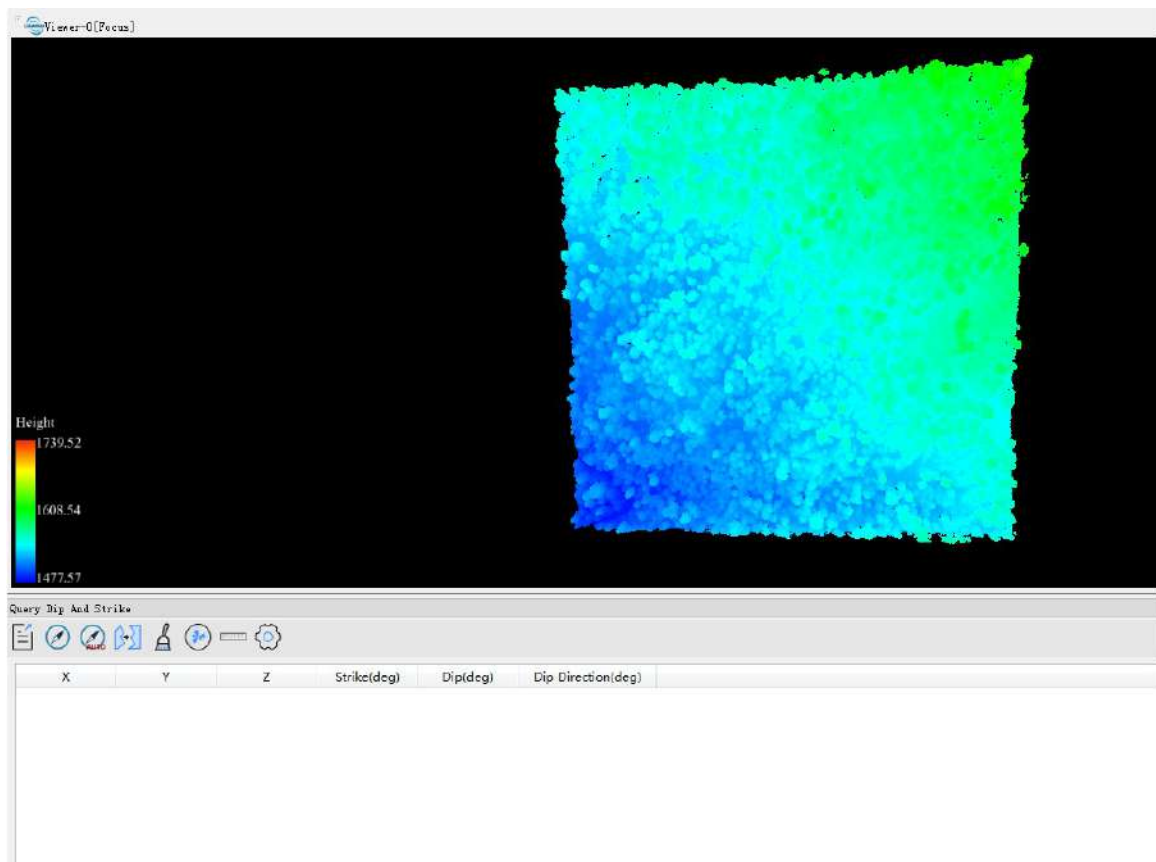 Viewer-0[Focus]
Height
1739.52
1608.54
1477.57
Query Dip And Strike
AUTO
X Y Z Strike(deg) Dip(deg) Dip Direction(deg)